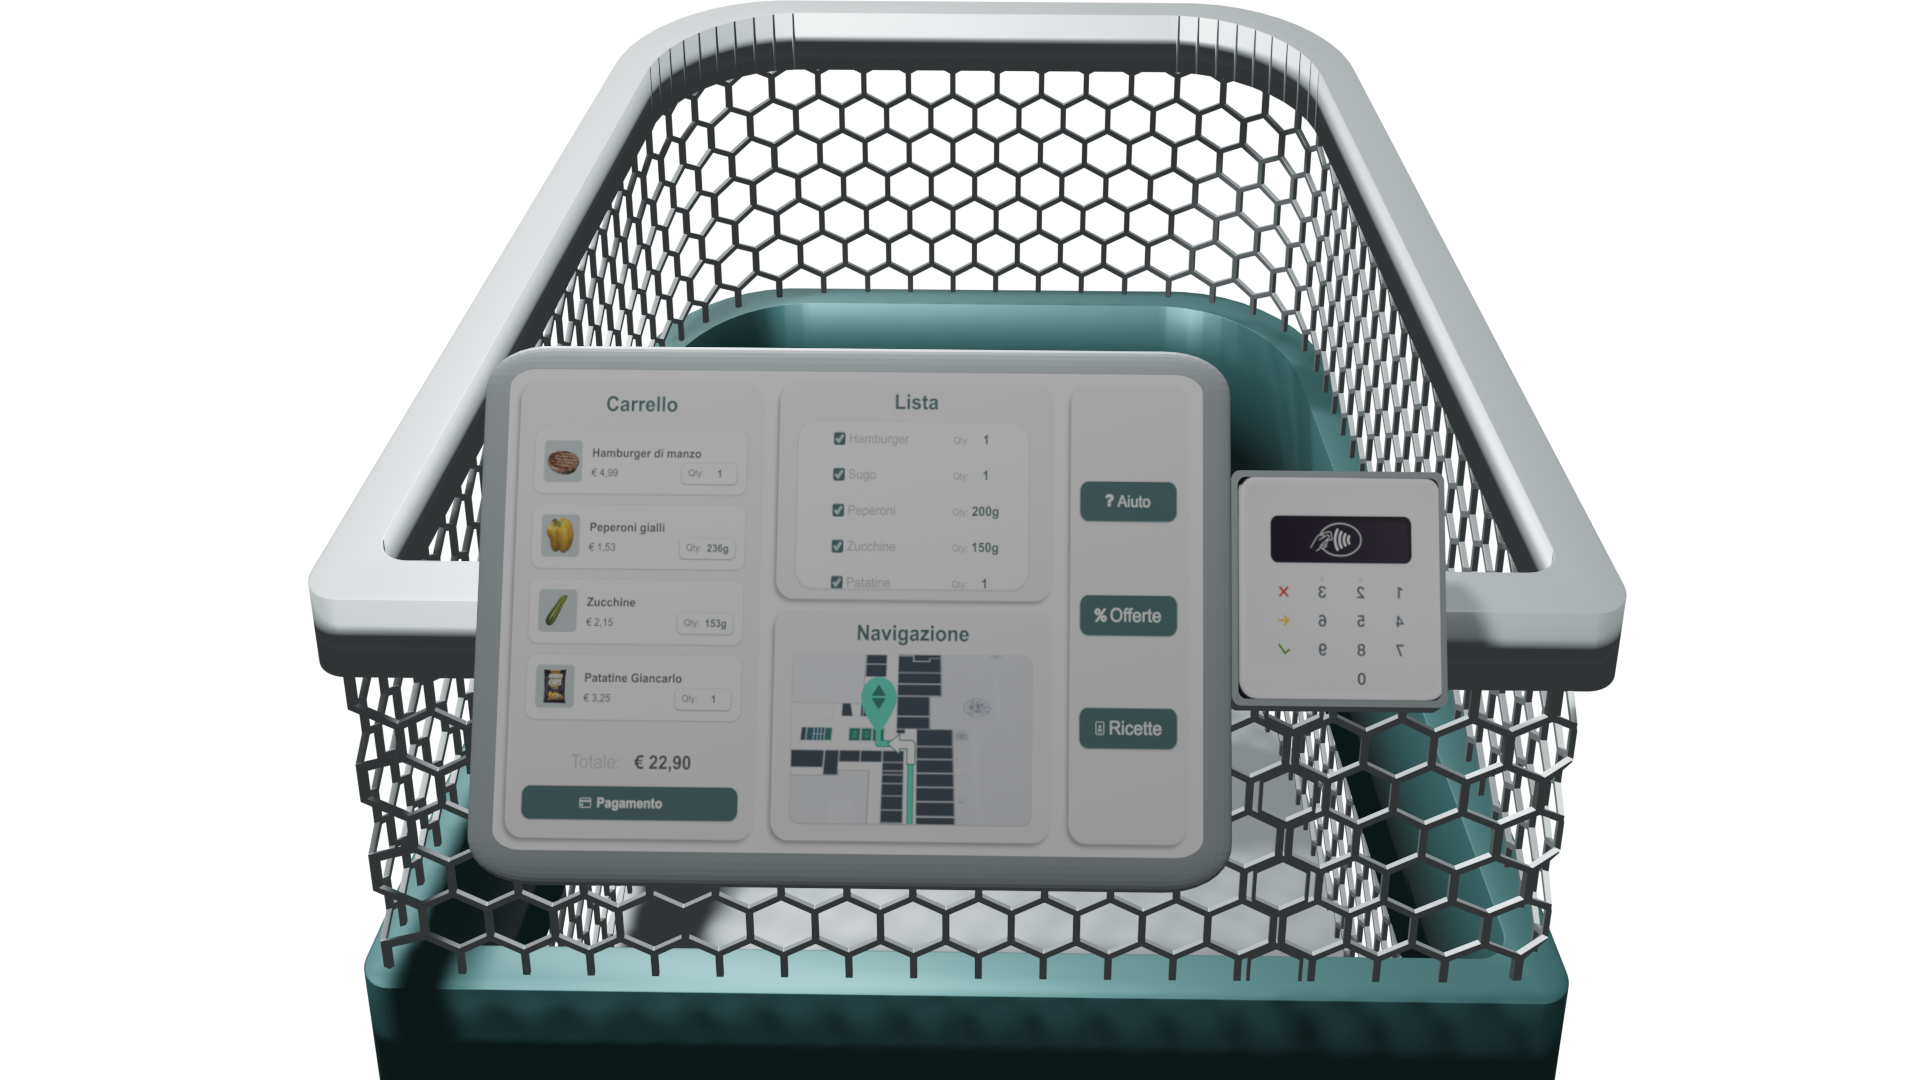 Carrello
Hamburger di manzo
€ 4,99
Qty: 1
Peperoni gialli
€ 1,53
Qty: 236g
Zucchine
€ 2,15
Qty: 153g
Patatine Giancarlo
€ 3,25
Qty: 1
Totale: € 22,90
Pagamento
Lista
Hamburger Qty: 1
Sugo Qty: 1
Peperoni Qty: 200g
Zucchine Qty: 150g
Patatine Qty: 1
Navigazione
? Aiuto
% Offerte
Ricette
3 2 1
6 5 4
9 8 7
0